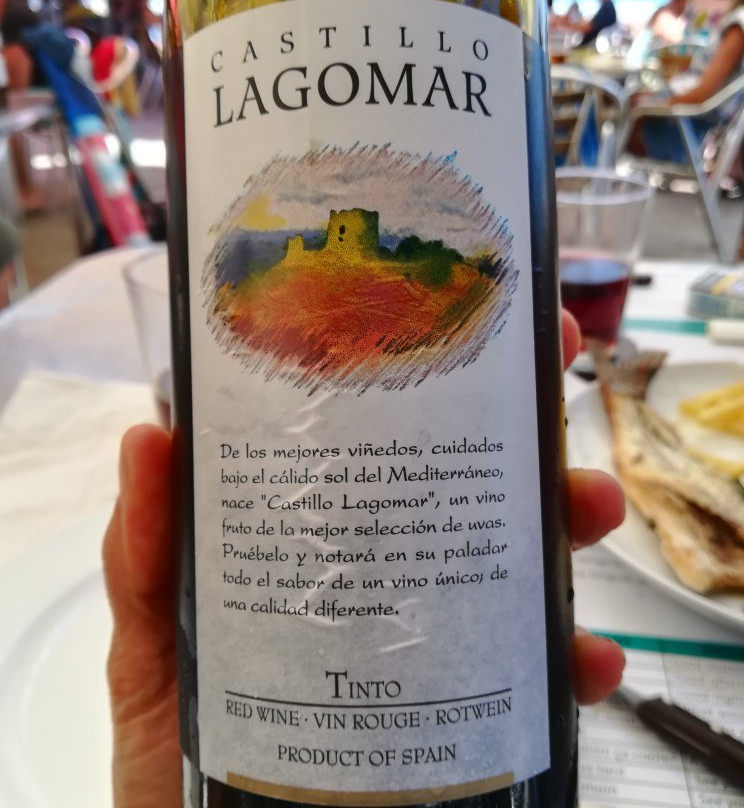 CASTILLO
LAGOMAR
De los mejores viñedos, cuidados
bajo el cálido sol del Mediterráneo,
nace "Castillo Lagomar", un vino
fruto de la mejor selección de uvas.
Pruébelo y notará en su paladar
todo el sabor de un vino único; de
una calidad diferente.
TINTO
RED WINE · VIN ROUGE · ROTWEIN
PRODUCT OF SPAIN